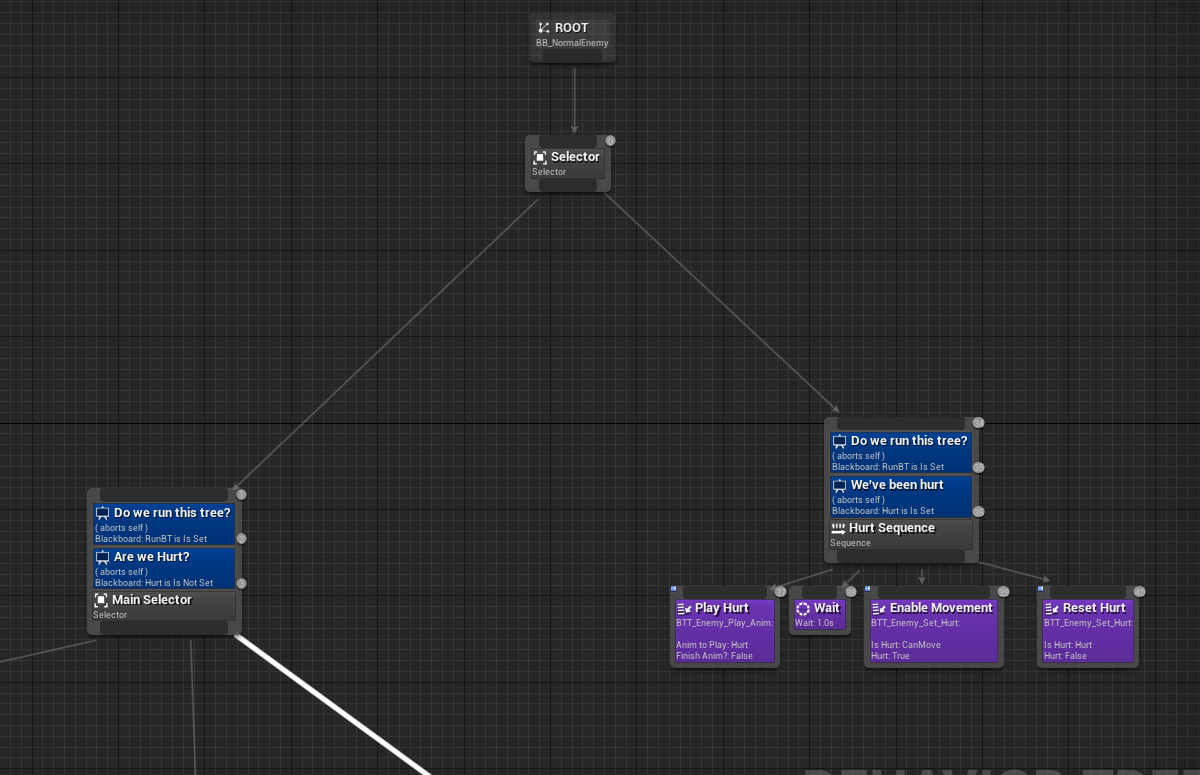 ROOT
BB_NormalEnemy
Selector
Selector
Do we run this tree?
( aborts self )
Blackboard: RunBT is Is Set
We've been hurt
( aborts self )
Blackboard: Hurt is Is Set
Hurt Sequence
Sequence
Do we run this tree?
( aborts self )
Blackboard: RunBT is Is Set
Are we Hurt?
( aborts self )
Blackboard: Hurt is Is Not Set
Main Selector
Selector
Play Hurt
BTT_Enemy_Play_Anim:
Anim to Play: Hurt
Finish Anim?: False
Wait
Wait: 1.0s
Enable Movement
BTT_Enemy_Set_Hurt:
Is Hurt: CanMove
Hurt: True
Reset Hurt
BTT_Enemy_Set_Hurt:
Is Hurt: Hurt
Hurt: False